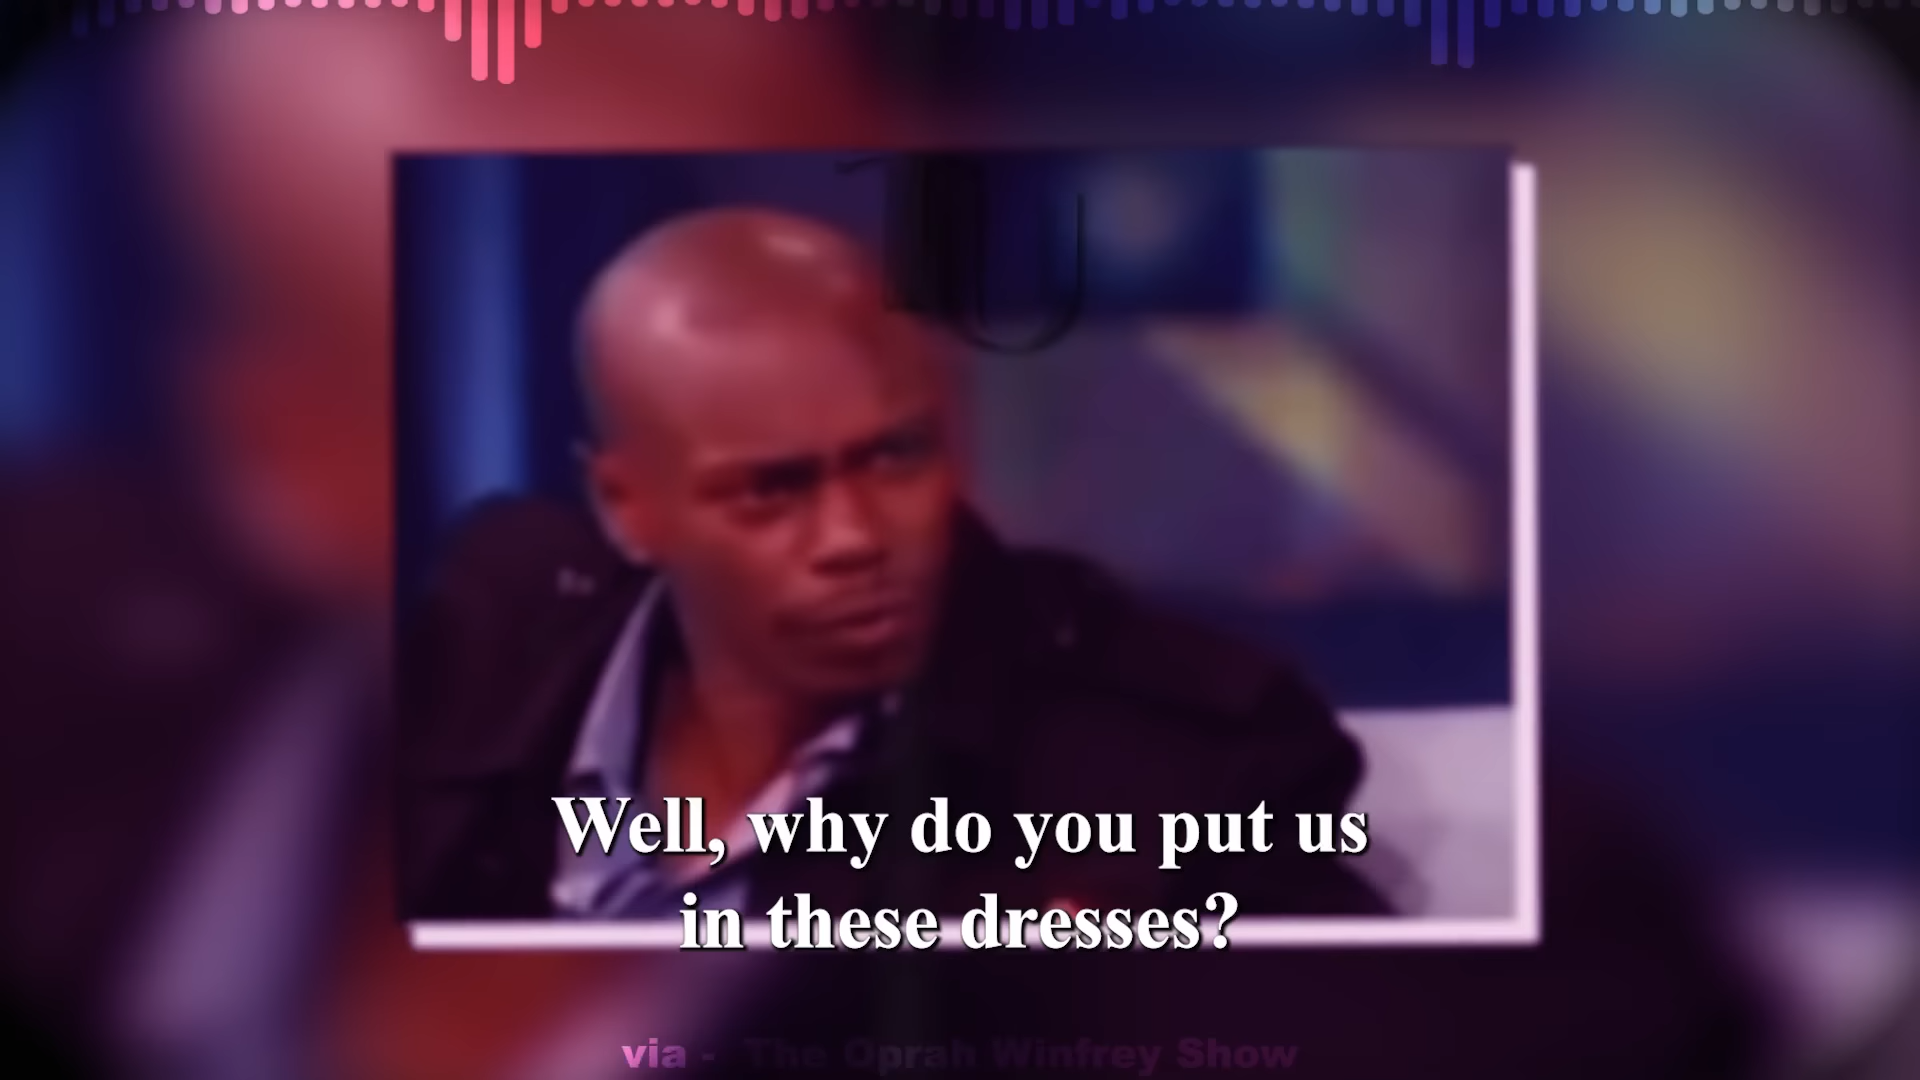 Well, why do you put us
in these dresses?
via - The Oprah Winfrey Show